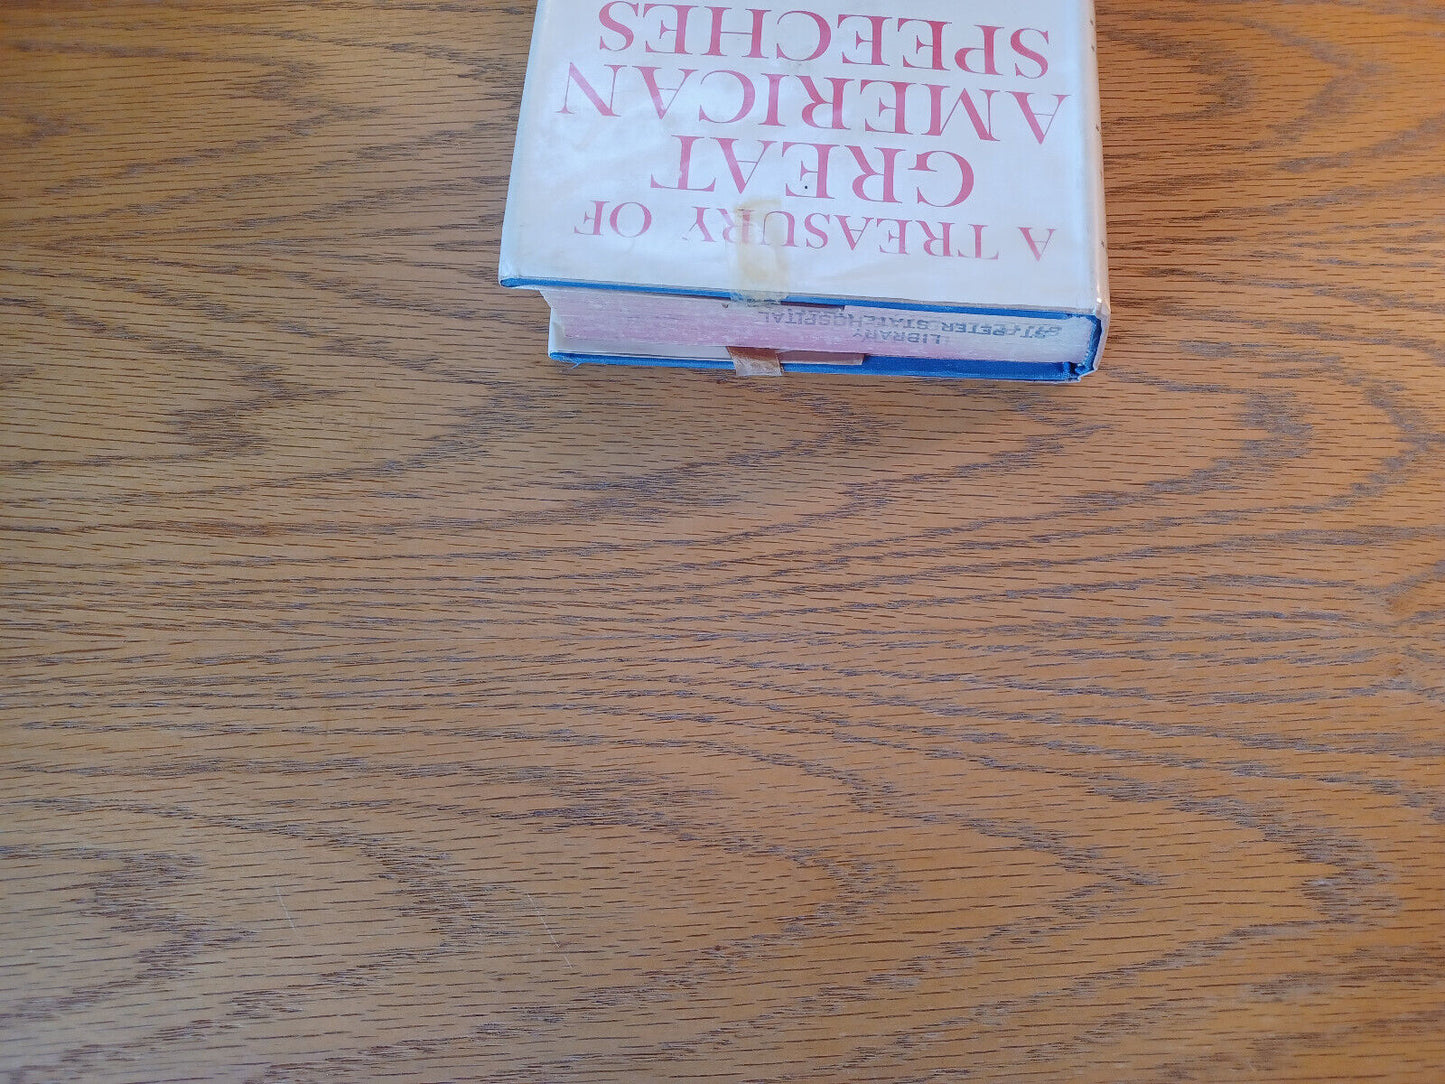 A TREASURY OF
GREAT
AMERICAN
SPEECHES
LIBRARY
ST. PETER STATE HOSPITAL